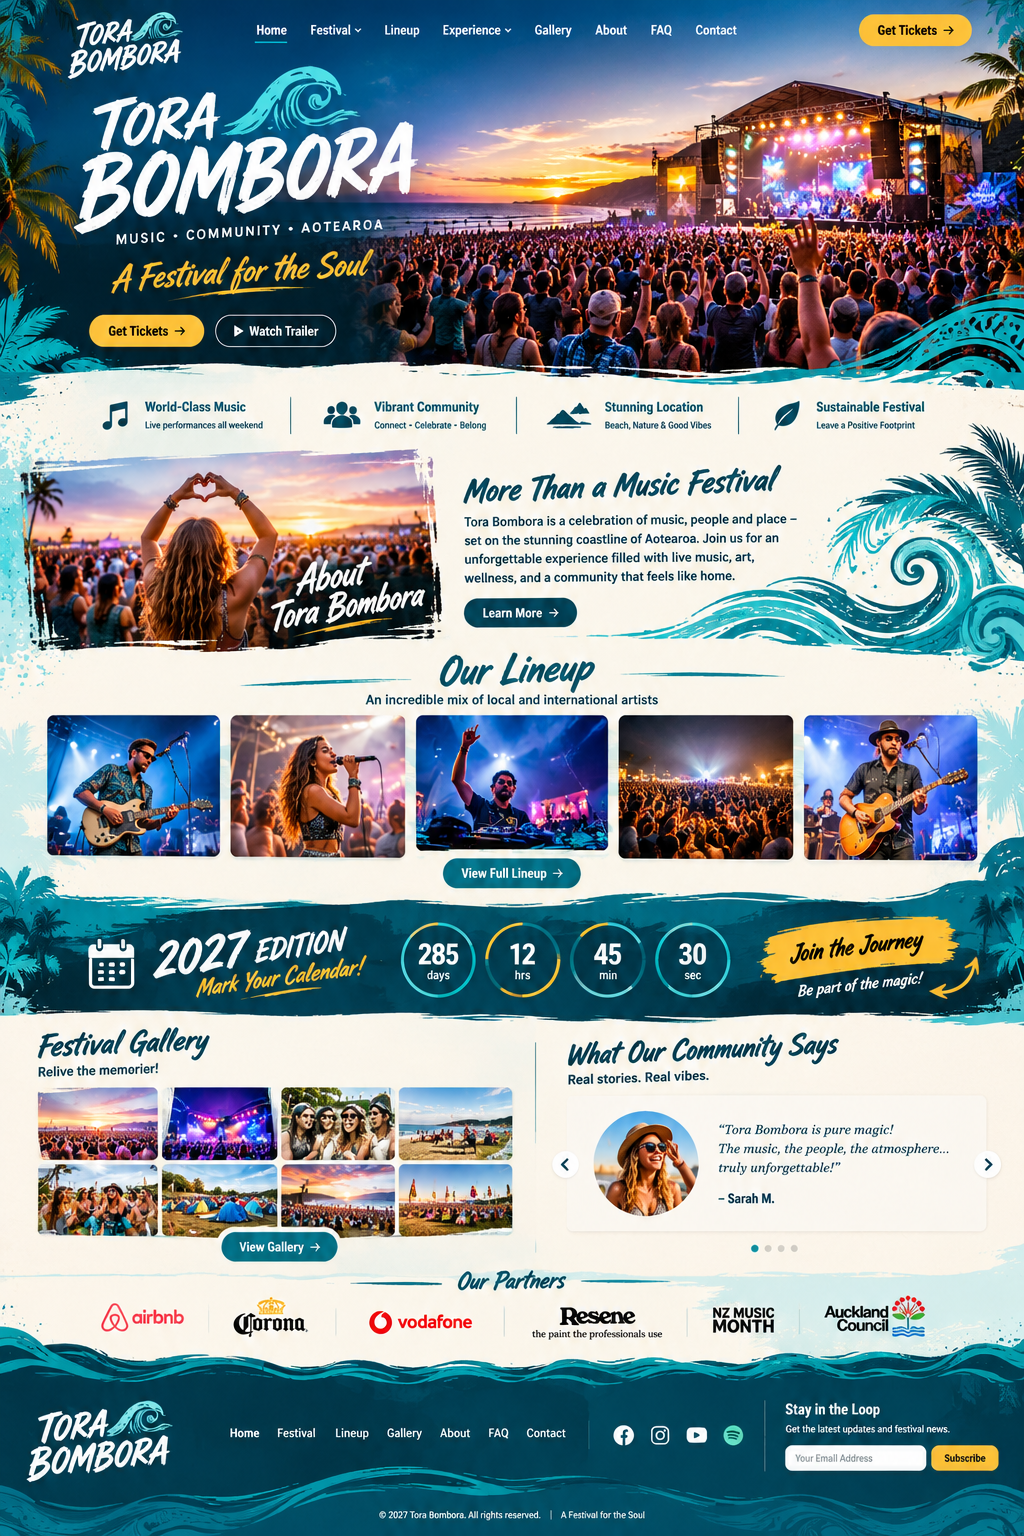 TORA
BOMBORA
Home
Festival
Lineup
Experience
Gallery
About
FAQ
Contact
Get Tickets →
TORA
BOMBORA
MUSIC • COMMUNITY • AOTEAROA
A Festival for the Soul
Get Tickets →
Watch Trailer
World-Class Music
Live performances all weekend
Vibrant Community
Connect - Celebrate - Belong
Stunning Location
Beach, Nature & Good Vibes
Sustainable Festival
Leave a Positive Footprint
About
Tora Bombora
More Than a Music Festival
Tora Bombora is a celebration of music, people and place –
set on the stunning coastline of Aotearoa. Join us for an
unforgettable experience filled with live music, art,
wellness, and a community that feels like home.
Learn More →
Our Lineup
An incredible mix of local and international artists
View Full Lineup →
2027 EDITION
Mark Your Calendar!
285
days
12
hrs
45
min
30
sec
Join the Journey
Be part of the magic!
Festival Gallery
Relive the memorier!
View Gallery →
What Our Community Says
Real stories. Real vibes.
“Tora Bombora is pure magic!
The music, the people, the atmosphere...
truly unforgettable!”
– Sarah M.
Our Partners
airbnb
Corona
vodafone
Resene
the paint the professionals use
NZ MUSIC
MONTH
Auckland
Council
TORA
BOMBORA
Home
Festival
Lineup
Gallery
About
FAQ
Contact
Stay in the Loop
Get the latest updates and festival news.
Your Email Address
Subscribe
© 2027 Tora Bombora. All rights reserved. | A Festival for the Soul